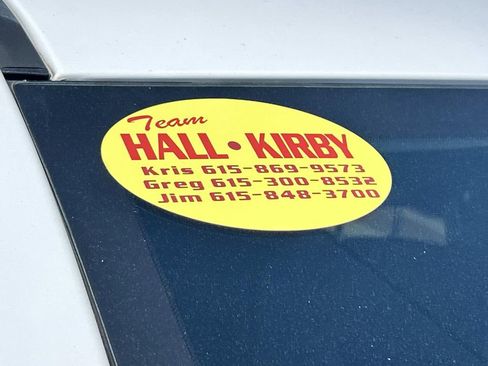 Team
HALL • KIRBY
Kris 615-869-9573
Greg 615-300-8532
Jim 615-848-3700